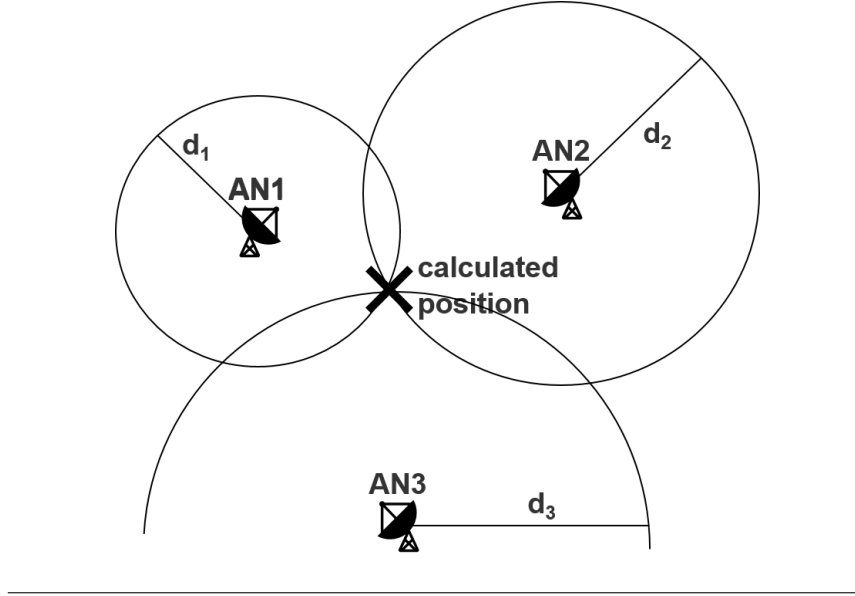 d₁
AN1
AN2
d₂
calculated
position
AN3
d₃